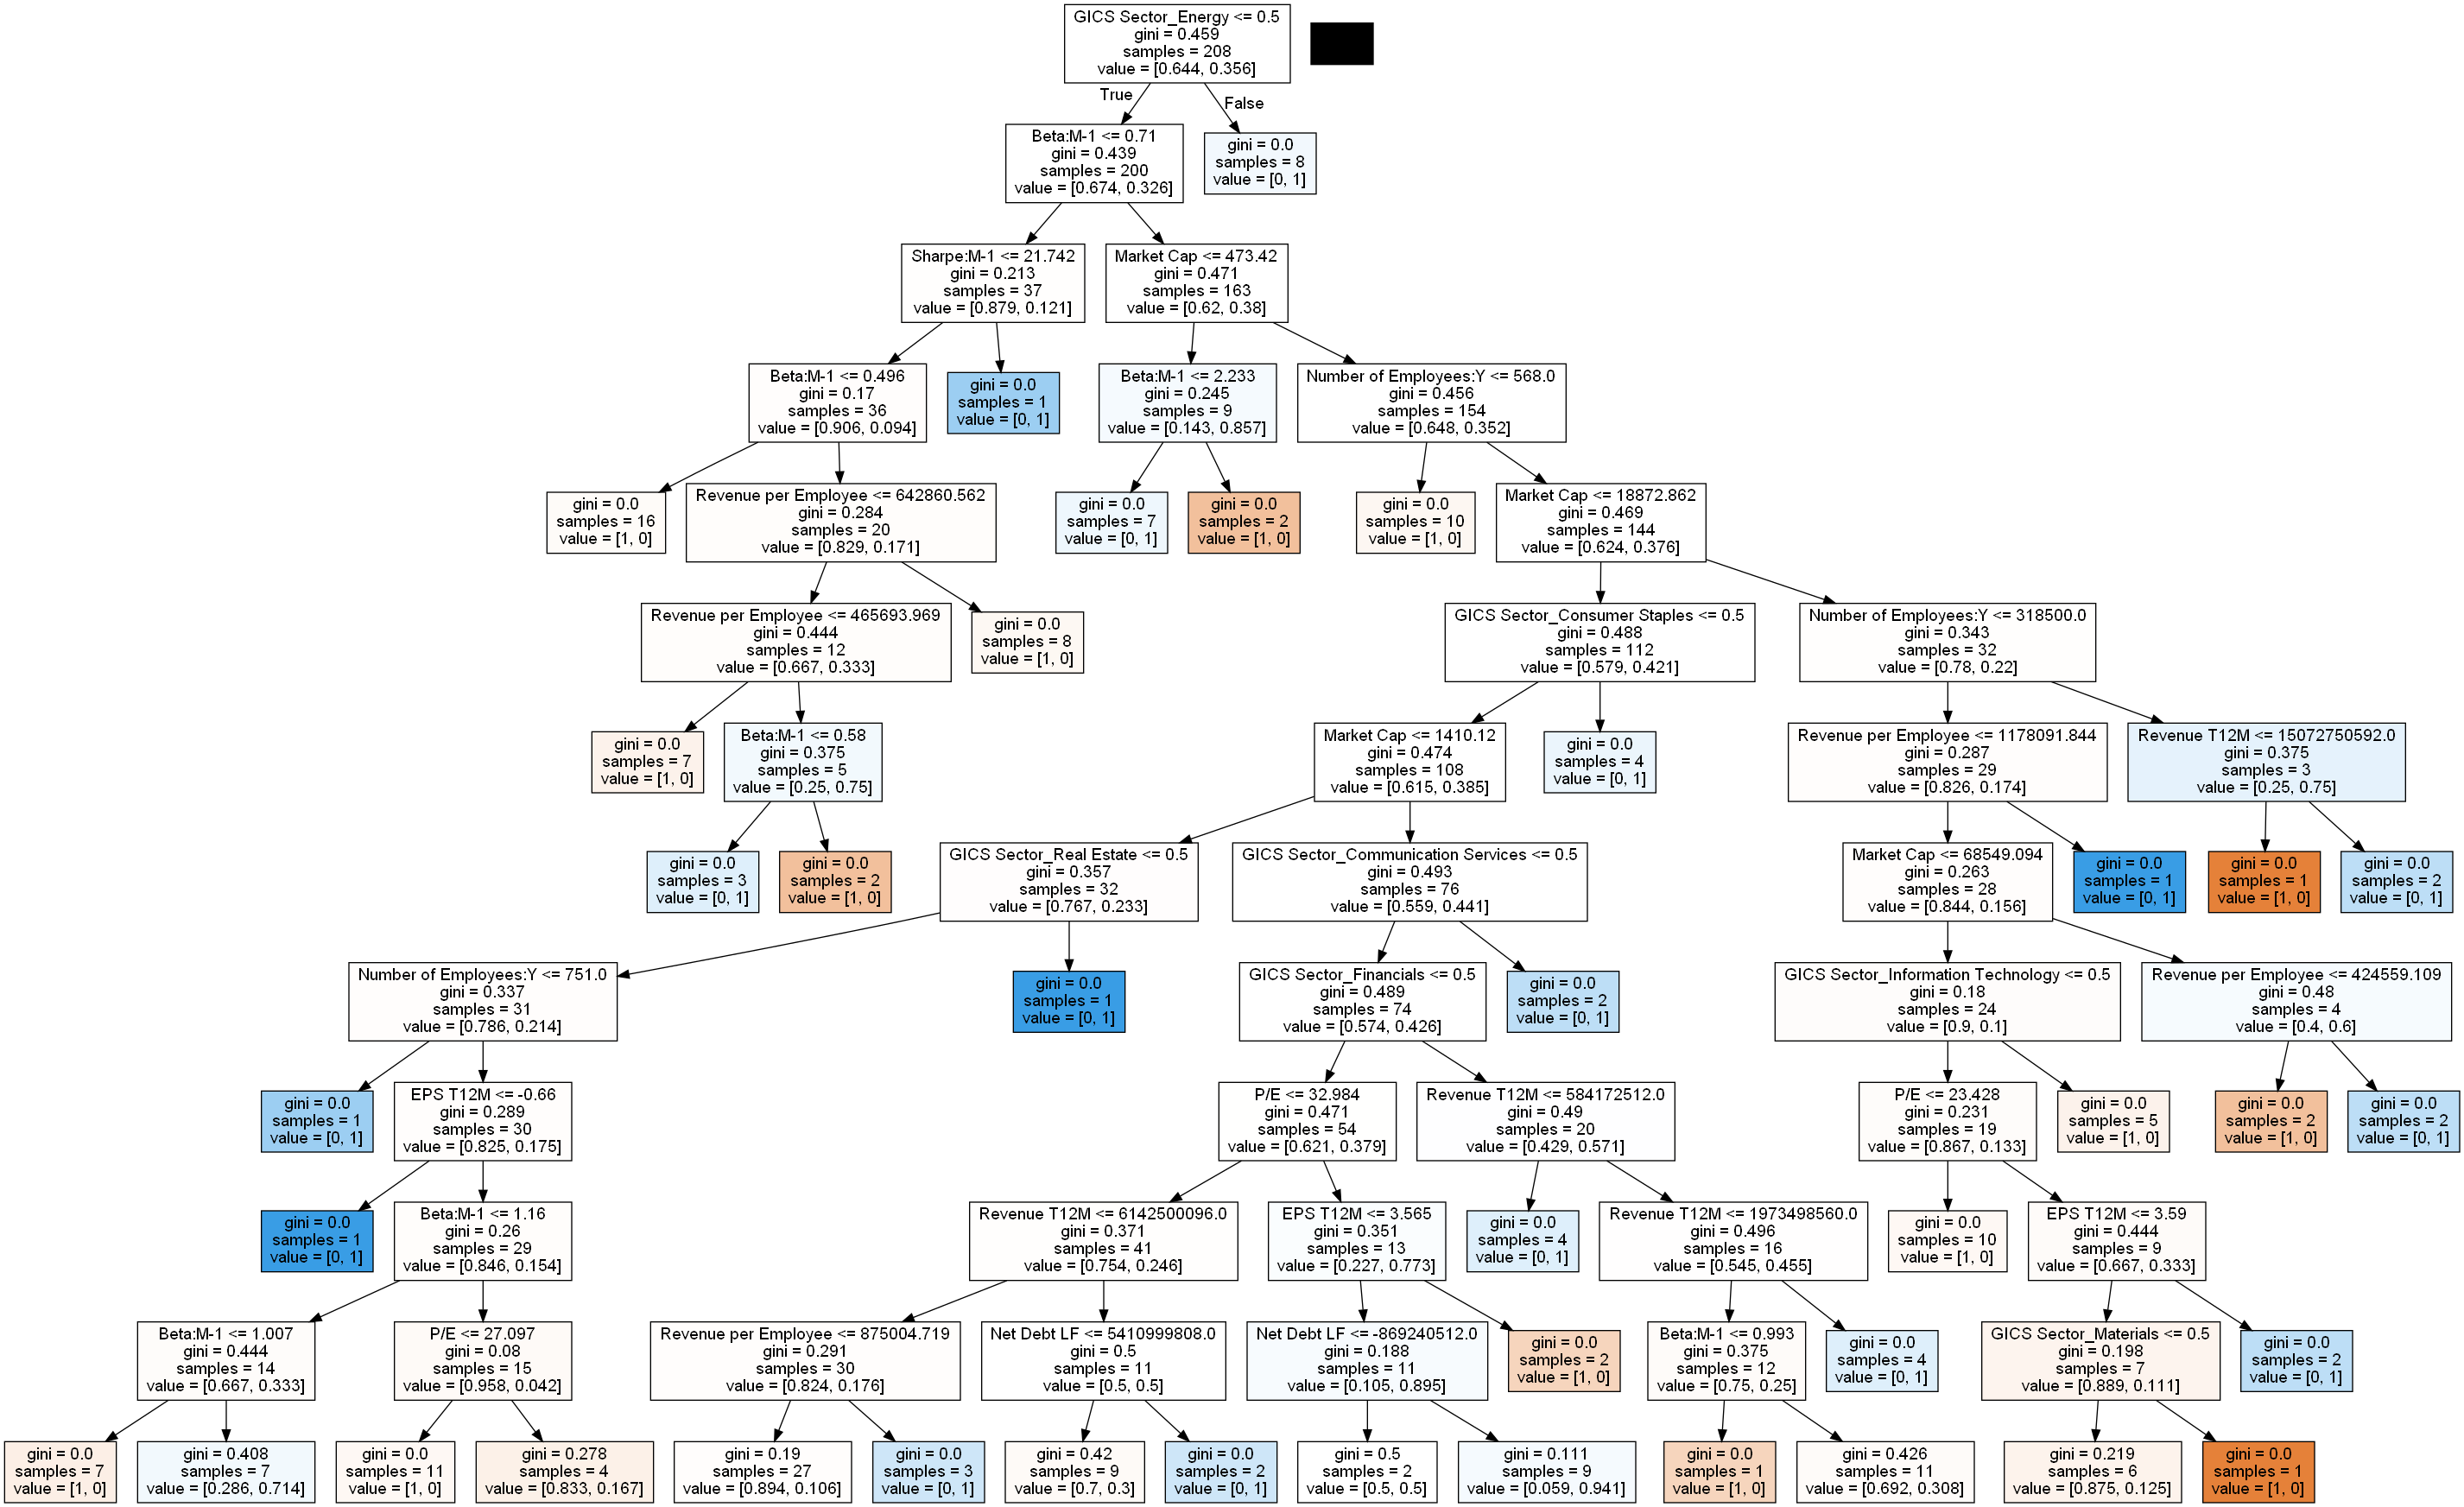 GICS Sector_Energy <= 0.5
gini = 0.459
samples = 208
value = [0.644, 0.356]
True
False
Beta:M-1 <= 0.71
gini = 0.439
samples = 200
value = [0.674, 0.326]
gini = 0.0
samples = 8
value = [0, 1]
Sharpe:M-1 <= 21.742
gini = 0.213
samples = 37
value = [0.879, 0.121]
Market Cap <= 473.42
gini = 0.471
samples = 163
value = [0.62, 0.38]
Beta:M-1 <= 0.496
gini = 0.17
samples = 36
value = [0.906, 0.094]
gini = 0.0
samples = 1
value = [0, 1]
Beta:M-1 <= 2.233
gini = 0.245
samples = 9
value = [0.143, 0.857]
Number of Employees:Y <= 568.0
gini = 0.456
samples = 154
value = [0.648, 0.352]
gini = 0.0
samples = 16
value = [1, 0]
Revenue per Employee <= 642860.562
gini = 0.284
samples = 20
value = [0.829, 0.171]
gini = 0.0
samples = 7
value = [0, 1]
gini = 0.0
samples = 2
value = [1, 0]
gini = 0.0
samples = 10
value = [1, 0]
Market Cap <= 18872.862
gini = 0.469
samples = 144
value = [0.624, 0.376]
Revenue per Employee <= 465693.969
gini = 0.444
samples = 12
value = [0.667, 0.333]
gini = 0.0
samples = 8
value = [1, 0]
GICS Sector_Consumer Staples <= 0.5
gini = 0.488
samples = 112
value = [0.579, 0.421]
Number of Employees:Y <= 318500.0
gini = 0.343
samples = 32
value = [0.78, 0.22]
gini = 0.0
samples = 7
value = [1, 0]
Beta:M-1 <= 0.58
gini = 0.375
samples = 5
value = [0.25, 0.75]
Market Cap <= 1410.12
gini = 0.474
samples = 108
value = [0.615, 0.385]
gini = 0.0
samples = 4
value = [0, 1]
Revenue per Employee <= 1178091.844
gini = 0.287
samples = 29
value = [0.826, 0.174]
Revenue T12M <= 15072750592.0
gini = 0.375
samples = 3
value = [0.25, 0.75]
gini = 0.0
samples = 3
value = [0, 1]
gini = 0.0
samples = 2
value = [1, 0]
GICS Sector_Real Estate <= 0.5
gini = 0.357
samples = 32
value = [0.767, 0.233]
GICS Sector_Communication Services <= 0.5
gini = 0.493
samples = 76
value = [0.559, 0.441]
Market Cap <= 68549.094
gini = 0.263
samples = 28
value = [0.844, 0.156]
gini = 0.0
samples = 1
value = [0, 1]
gini = 0.0
samples = 1
value = [1, 0]
gini = 0.0
samples = 2
value = [0, 1]
Number of Employees:Y <= 751.0
gini = 0.337
samples = 31
value = [0.786, 0.214]
gini = 0.0
samples = 1
value = [0, 1]
GICS Sector_Financials <= 0.5
gini = 0.489
samples = 74
value = [0.574, 0.426]
gini = 0.0
samples = 2
value = [0, 1]
GICS Sector_Information Technology <= 0.5
gini = 0.18
samples = 24
value = [0.9, 0.1]
Revenue per Employee <= 424559.109
gini = 0.48
samples = 4
value = [0.4, 0.6]
gini = 0.0
samples = 1
value = [0, 1]
EPS T12M <= -0.66
gini = 0.289
samples = 30
value = [0.825, 0.175]
P/E <= 32.984
gini = 0.471
samples = 54
value = [0.621, 0.379]
Revenue T12M <= 584172512.0
gini = 0.49
samples = 20
value = [0.429, 0.571]
P/E <= 23.428
gini = 0.231
samples = 19
value = [0.867, 0.133]
gini = 0.0
samples = 5
value = [1, 0]
gini = 0.0
samples = 2
value = [1, 0]
gini = 0.0
samples = 2
value = [0, 1]
gini = 0.0
samples = 1
value = [0, 1]
Beta:M-1 <= 1.16
gini = 0.26
samples = 29
value = [0.846, 0.154]
Revenue T12M <= 6142500096.0
gini = 0.371
samples = 41
value = [0.754, 0.246]
EPS T12M <= 3.565
gini = 0.351
samples = 13
value = [0.227, 0.773]
gini = 0.0
samples = 4
value = [0, 1]
Revenue T12M <= 1973498560.0
gini = 0.496
samples = 16
value = [0.545, 0.455]
gini = 0.0
samples = 10
value = [1, 0]
EPS T12M <= 3.59
gini = 0.444
samples = 9
value = [0.667, 0.333]
Beta:M-1 <= 1.007
gini = 0.444
samples = 14
value = [0.667, 0.333]
P/E <= 27.097
gini = 0.08
samples = 15
value = [0.958, 0.042]
Revenue per Employee <= 875004.719
gini = 0.291
samples = 30
value = [0.824, 0.176]
Net Debt LF <= 5410999808.0
gini = 0.5
samples = 11
value = [0.5, 0.5]
Net Debt LF <= -869240512.0
gini = 0.188
samples = 11
value = [0.105, 0.895]
gini = 0.0
samples = 2
value = [1, 0]
Beta:M-1 <= 0.993
gini = 0.375
samples = 12
value = [0.75, 0.25]
gini = 0.0
samples = 4
value = [0, 1]
GICS Sector_Materials <= 0.5
gini = 0.198
samples = 7
value = [0.889, 0.111]
gini = 0.0
samples = 2
value = [0, 1]
gini = 0.0
samples = 7
value = [1, 0]
gini = 0.408
samples = 7
value = [0.286, 0.714]
gini = 0.0
samples = 11
value = [1, 0]
gini = 0.278
samples = 4
value = [0.833, 0.167]
gini = 0.19
samples = 27
value = [0.894, 0.106]
gini = 0.0
samples = 3
value = [0, 1]
gini = 0.42
samples = 9
value = [0.7, 0.3]
gini = 0.0
samples = 2
value = [0, 1]
gini = 0.5
samples = 2
value = [0.5, 0.5]
gini = 0.111
samples = 9
value = [0.059, 0.941]
gini = 0.0
samples = 1
value = [1, 0]
gini = 0.426
samples = 11
value = [0.692, 0.308]
gini = 0.219
samples = 6
value = [0.875, 0.125]
gini = 0.0
samples = 1
value = [1, 0]